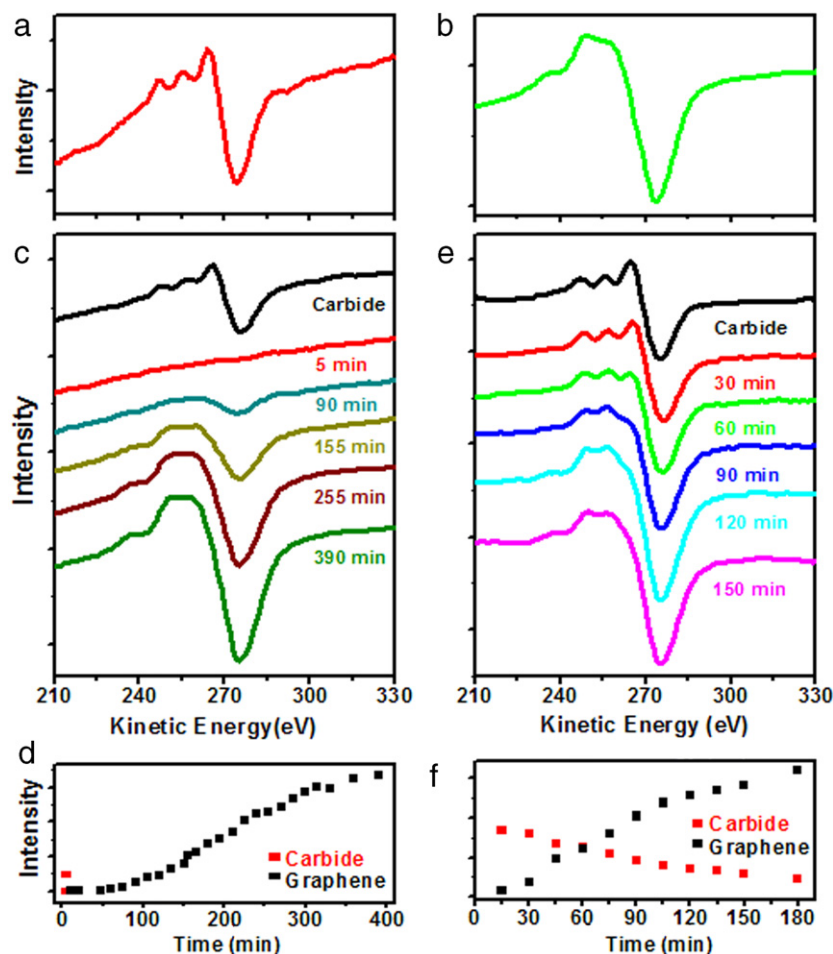 a
b
Intensity
c
e
Carbide
5 min
90 min
155 min
255 min
390 min
Intensity
Carbide
30 min
60 min
90 min
120 min
150 min
210 240 270 300 330
Kinetic Energy(eV)
210 240 270 300 330
Kinetic Energy (eV)
d
f
Intensity
Carbide
Graphene
0 100 200 300 400
Time (min)
Carbide
Graphene
0 30 60 90 120 150 180
Time (min)